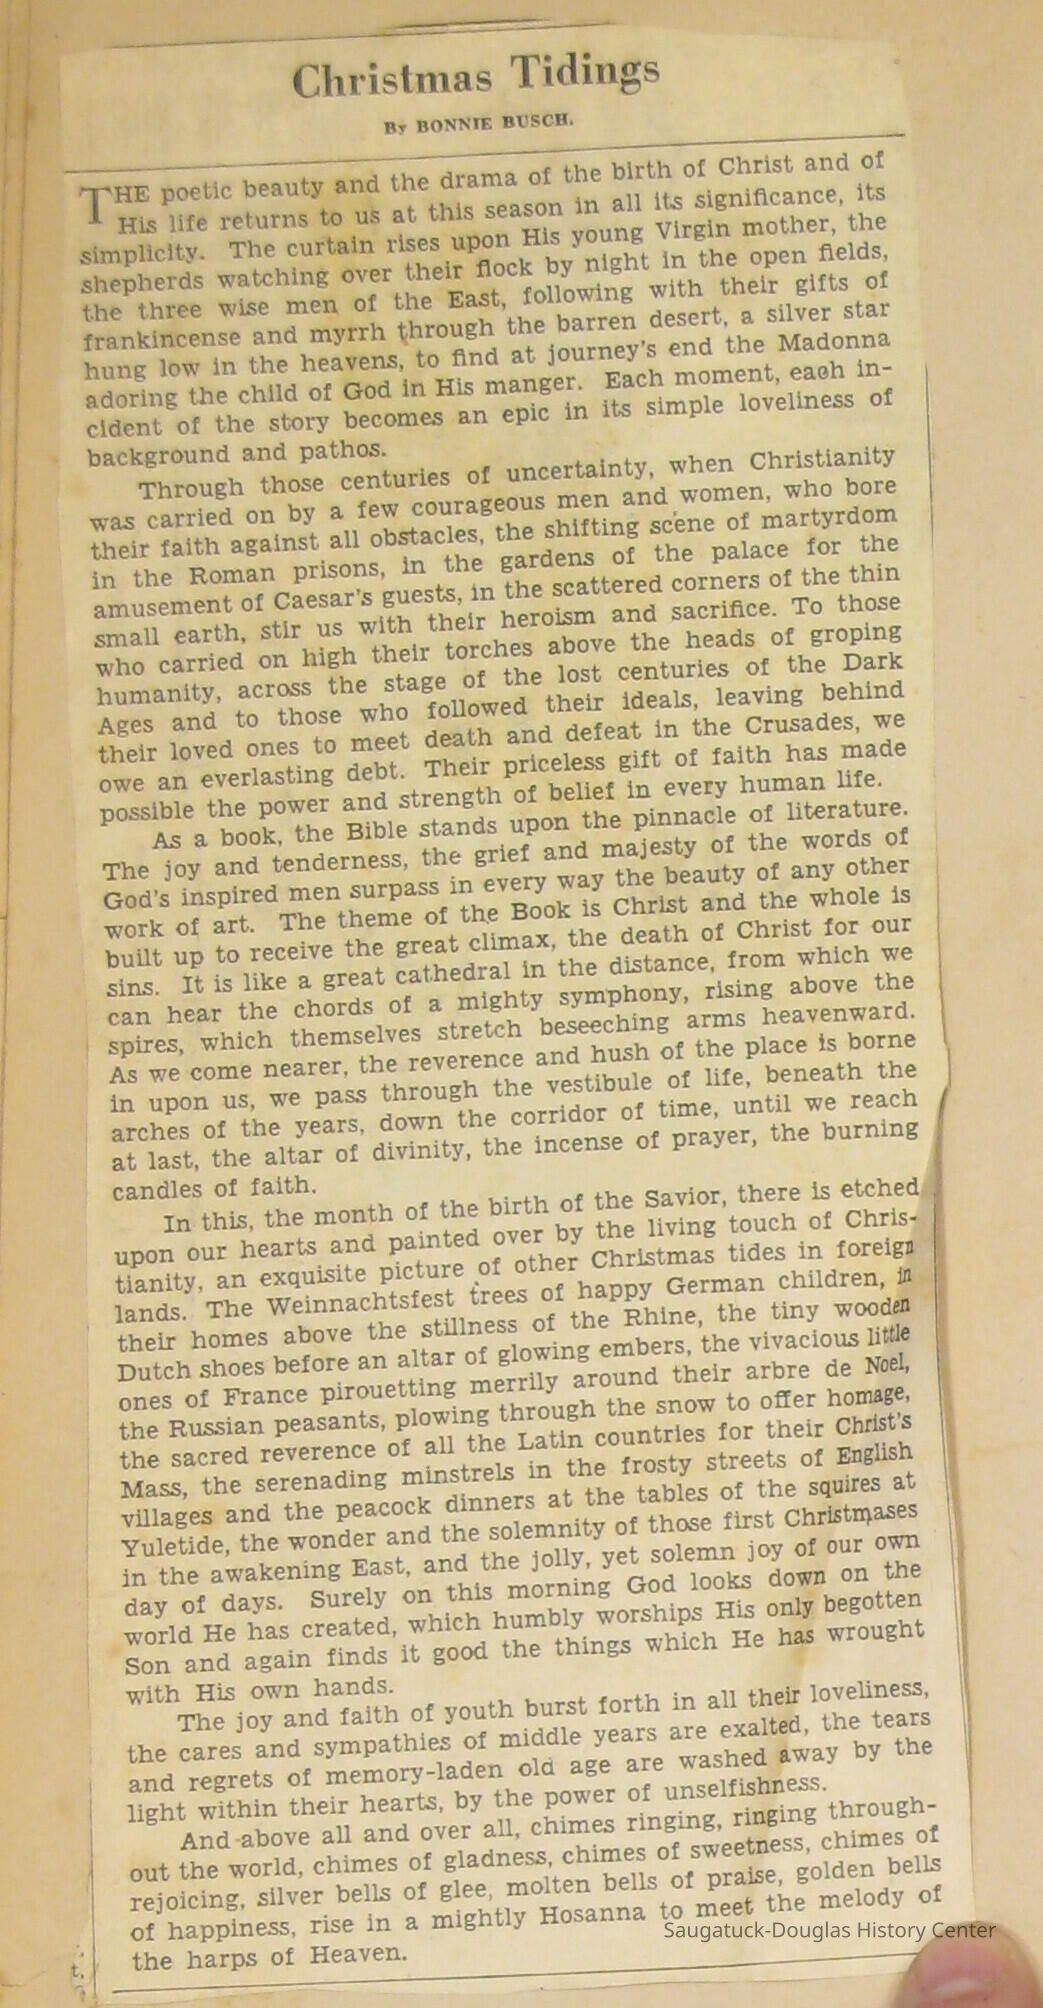 Christmas Tidings
By BONNIE BUSCH.
THE poetic beauty and the drama of the birth of Christ and of
His life returns to us at this season in all its significance, its
simplicity. The curtain rises upon His young Virgin mother, the
shepherds watching over their flock by night in the open fields,
the three wise men of the East, following with their gifts of
frankincense and myrrh through the barren desert, a silver star
hung low in the heavens, to find at journey's end the Madonna
adoring the child of God in His manger. Each moment, each in-
cident of the story becomes an epic in its simple loveliness of
background and pathos.
Through those centuries of uncertainty, when Christianity
was carried on by a few courageous men and women, who bore
their faith against all obstacles, the shifting scene of martyrdom
in the Roman prisons, in the gardens of the palace for the
amusement of Caesar's guests, in the scattered corners of the thin
small earth, stir us with their heroism and sacrifice. To those
who carried on high their torches above the heads of groping
humanity, across the stage of the lost centuries of the Dark
Ages and to those who followed their ideals, leaving behind
their loved ones to meet death and defeat in the Crusades, we
owe an everlasting debt. Their priceless gift of faith has made
possible the power and strength of belief in every human life.
As a book, the Bible stands upon the pinnacle of literature.
The joy and tenderness, the grief and majesty of the words of
God's inspired men surpass in every way the beauty of any other
work of art. The theme of the Book is Christ and the whole is
built up to receive the great climax, the death of Christ for our
sins. It is like a great cathedral in the distance, from which we
can hear the chords of a mighty symphony, rising above the
spires, which themselves stretch beseeching arms heavenward.
As we come nearer, the reverence and hush of the place is borne
in upon us, we pass through the vestibule of life, beneath the
arches of the years, down the corridor of time, until we reach
at last, the altar of divinity, the incense of prayer, the burning
candles of faith.
In this, the month of the birth of the Savior, there is etched
upon our hearts and painted over by the living touch of Chris-
tianity, an exquisite picture of other Christmas tides in foreign
lands. The Weinnachtsfest trees of happy German children, in
their homes above the stillness of the Rhine, the tiny wooden
Dutch shoes before an altar of glowing embers, the vivacious little
ones of France pirouetting merrily around their arbre de Noel,
the Russian peasants, plowing through the snow to offer homage,
the sacred reverence of all the Latin countries for their Christ's
Mass, the serenading minstrels in the frosty streets of English
villages and the peacock dinners at the tables of the squires at
Yuletide, the wonder and the solemnity of those first Christmases
in the awakening East, and the jolly, yet solemn joy of our own
day of days. Surely on this morning God looks down on the
world He has created, which humbly worships His only begotten
Son and again finds it good the things which He has wrought
with His own hands.
The joy and faith of youth burst forth in all their loveliness,
the cares and sympathies of middle years are exalted, the tears
and regrets of memory-laden old age are washed away by the
light within their hearts, by the power of unselfishness.
And above all and over all, chimes ringing, ringing through-
out the world, chimes of gladness, chimes of sweetness, chimes of
rejoicing, silver bells of glee, molten bells of praise, golden bells
of happiness, rise in a mightly Hosanna to meet the melody of
the harps of Heaven.
Saugatuck-Douglas History Center
t.